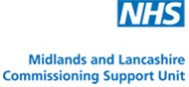 NHS
Midlands and Lancashire
Commissioning Support Unit